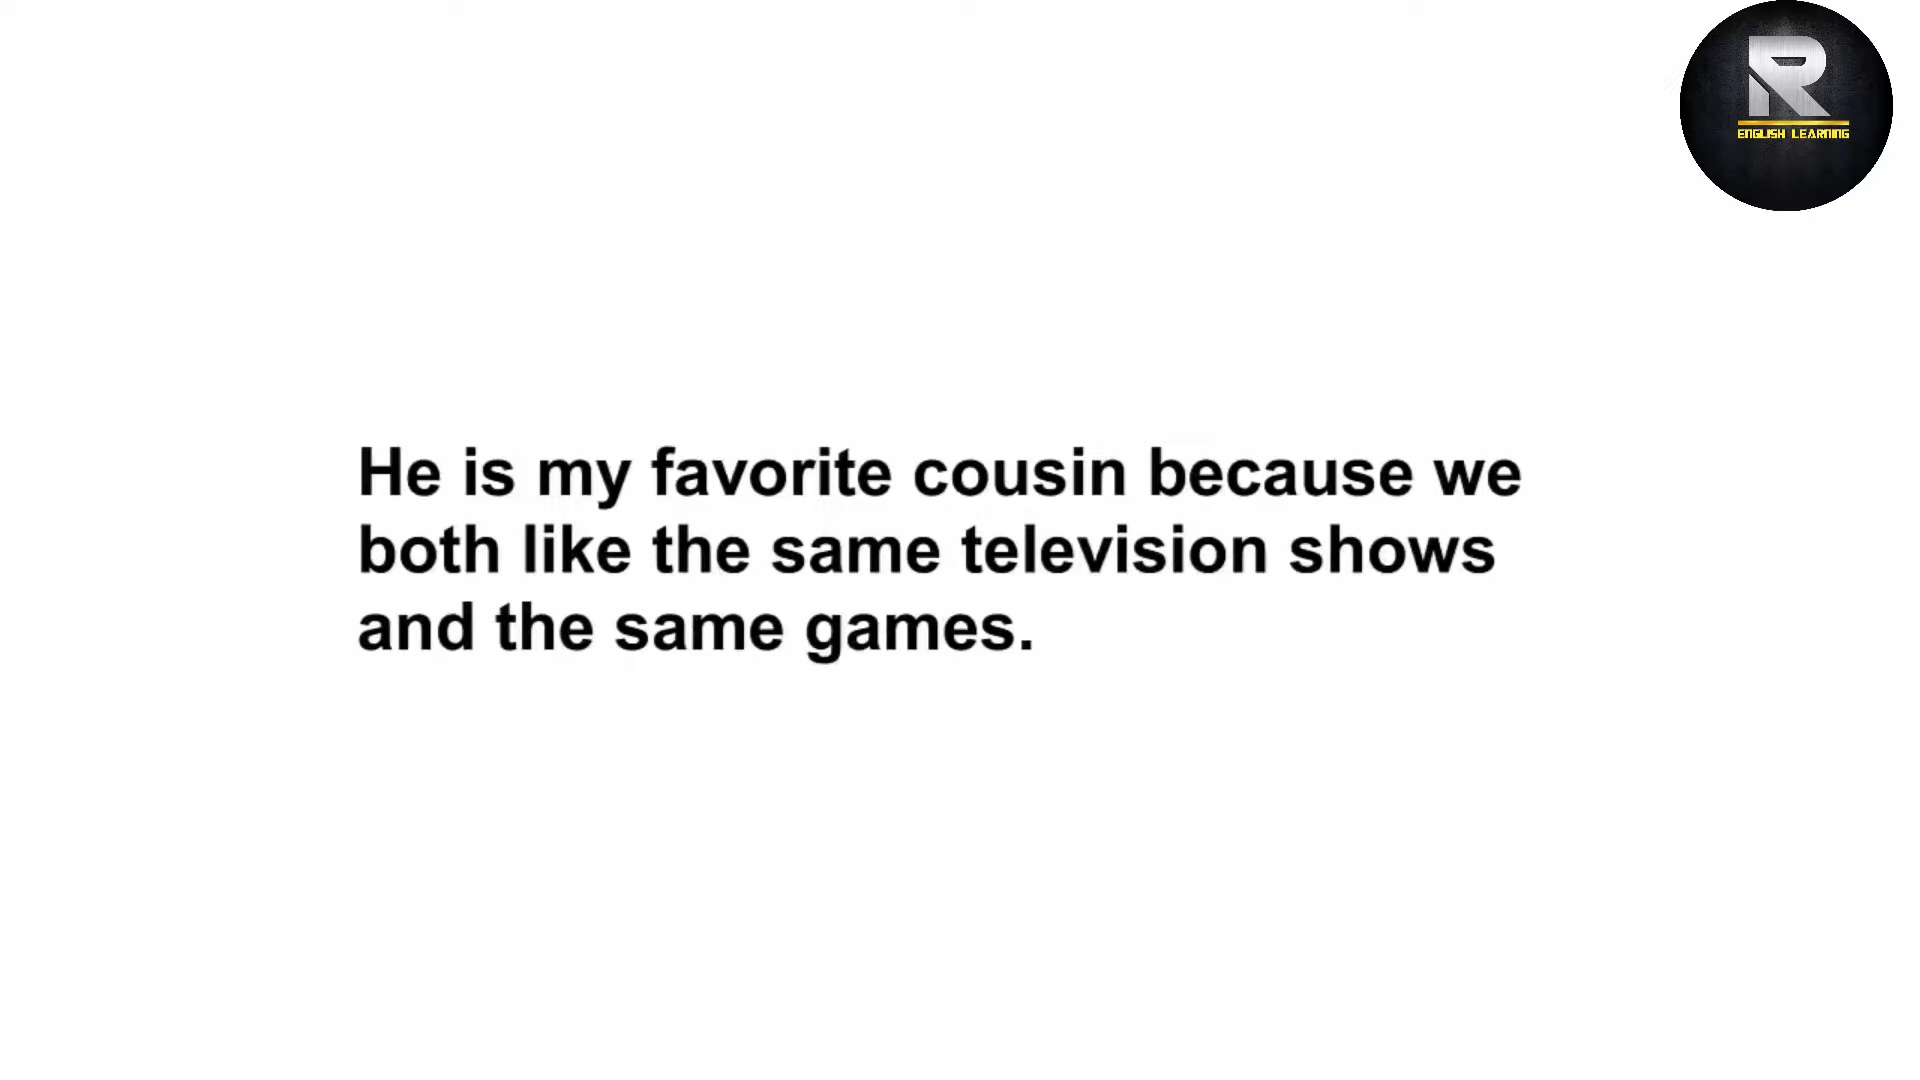 R
ENGLISH LEARNING
He is my favorite cousin because we
both like the same television shows
and the same games.